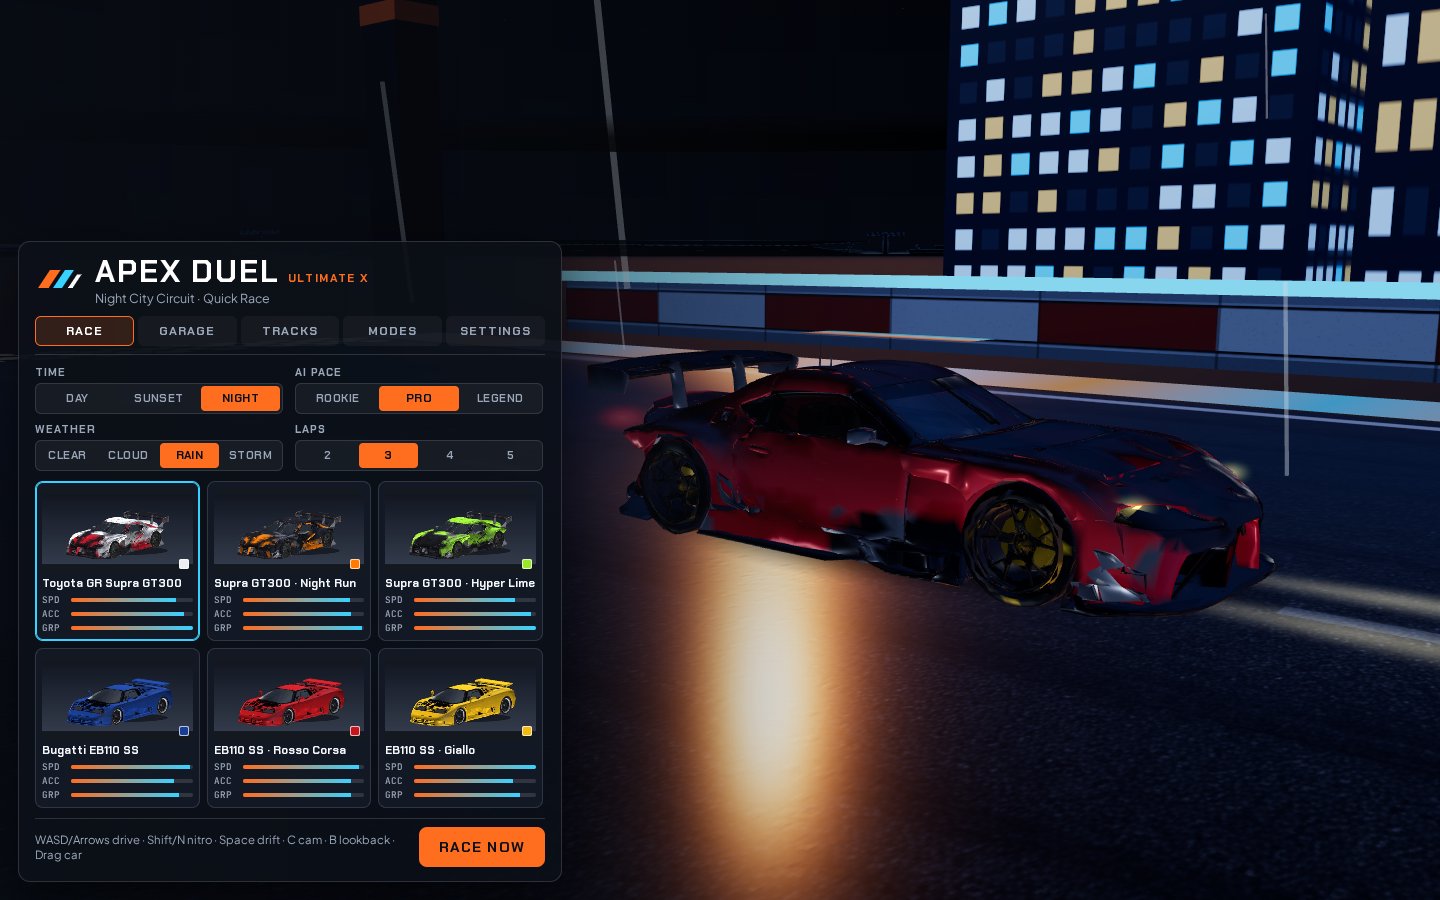 APEX DUEL ULTIMATE X
Night City Circuit · Quick Race
RACE GARAGE TRACKS MODES SETTINGS
TIME
DAY SUNSET NIGHT
AI PACE
ROOKIE PRO LEGEND
WEATHER
CLEAR CLOUD RAIN STORM
LAPS
2 3 4 5
Toyota GR Supra GT300
SPD
ACC
GRP
Supra GT300 · Night Run
SPD
ACC
GRP
Supra GT300 · Hyper Lime
SPD
ACC
GRP
Bugatti EB110 SS
SPD
ACC
GRP
EB110 SS · Rosso Corsa
SPD
ACC
GRP
EB110 SS · Giallo
SPD
ACC
GRP
WASD/Arrows drive · Shift/N nitro · Space drift · C cam · B lookback ·
Drag car
RACE NOW